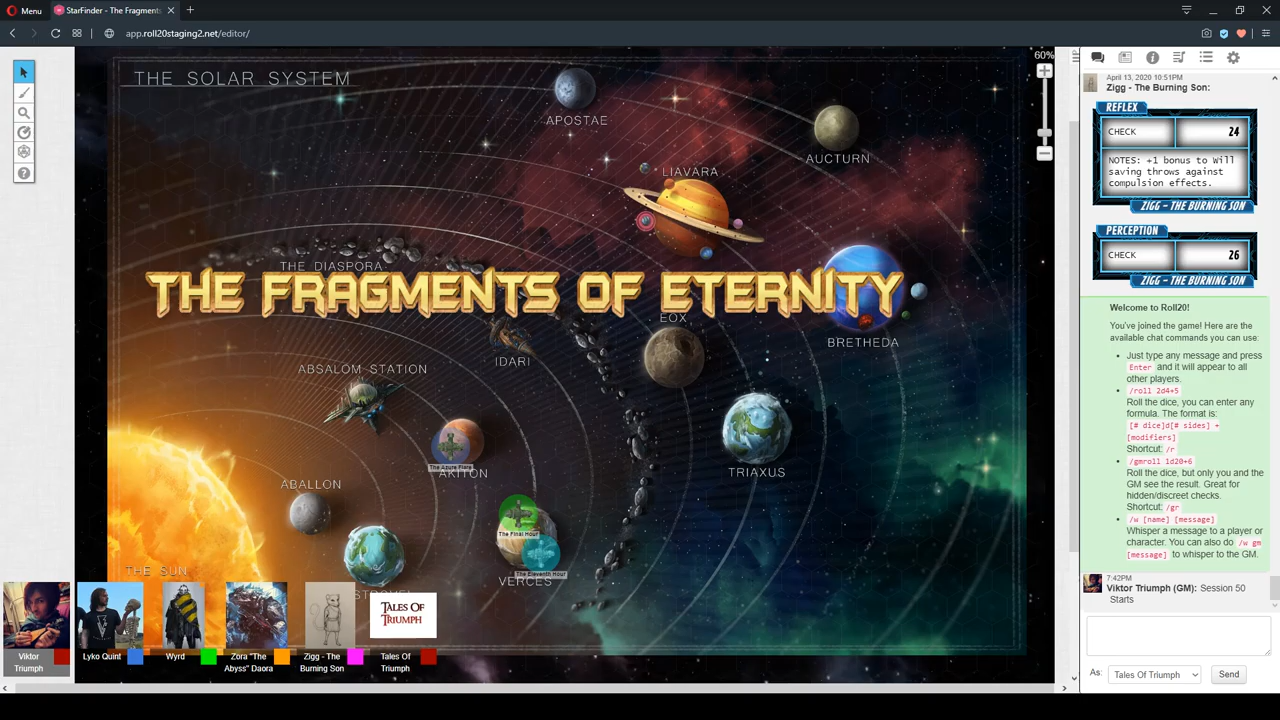 Menu
StarFinder - The Fragments
app.roll20staging2.net/editor/
THE SOLAR SYSTEM
60%
APOSTAE
AUCTURN
LIAVARA
THE DIASPORA
THE FRAGMENTS OF ETERNITY
EOX
BRETHEDA
IDARI
ABSALOM STATION
The Azure Flare
AKITON
TRIAXUS
ABALLON
The Final Hour
The Eleventh Hour
VERCES
THE SUN
TALES OF
TRIUMPH
Viktor
Triumph
Lyko Quint
Wyrd
Zora "The
Abyss" Daora
Zigg - The
Burning Son
Tales Of
Triumph
April 13, 2020 10:51PM
Zigg - The Burning Son:
REFLEX
CHECK 24
NOTES: +1 bonus to Will
saving throws against
compulsion effects.
ZIGG - THE BURNING SON
PERCEPTION
CHECK 26
ZIGG - THE BURNING SON
Welcome to Roll20!
You've joined the game! Here are the
available chat commands you can use:
Just type any message and press
Enter and it will appear to all
other players.
/roll 2d4+5
Roll the dice, you can enter any
formula. The format is:
[# dice]d[# sides] +
[modifiers]
Shortcut: /r
/gmroll 1d20+6
Roll the dice, but only you and the
GM see the result. Great for
hidden/discreet checks.
Shortcut: /gr
/w [name] [message]
Whisper a message to a player or
character. You can also do /w gm
[message] to whisper to the GM.
7:42PM
Viktor Triumph (GM): Session 50
Starts
As: Tales Of Triumph
Send